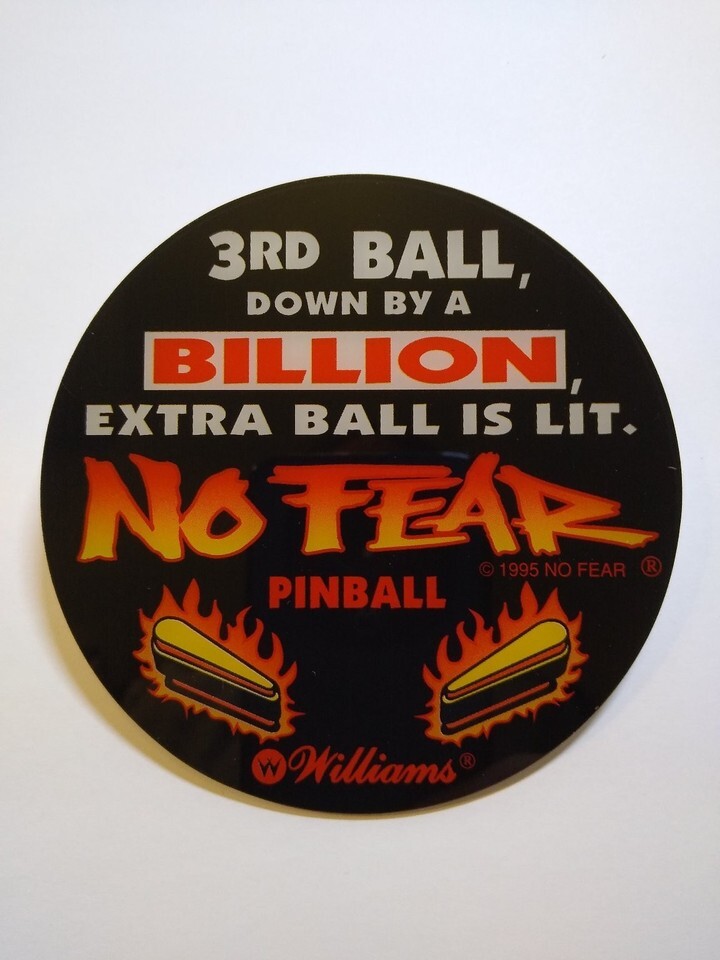 3RD BALL,
DOWN BY A
BILLION,
EXTRA BALL IS LIT.
NO FEAR
© 1995 NO FEAR ®
PINBALL
W Williams®